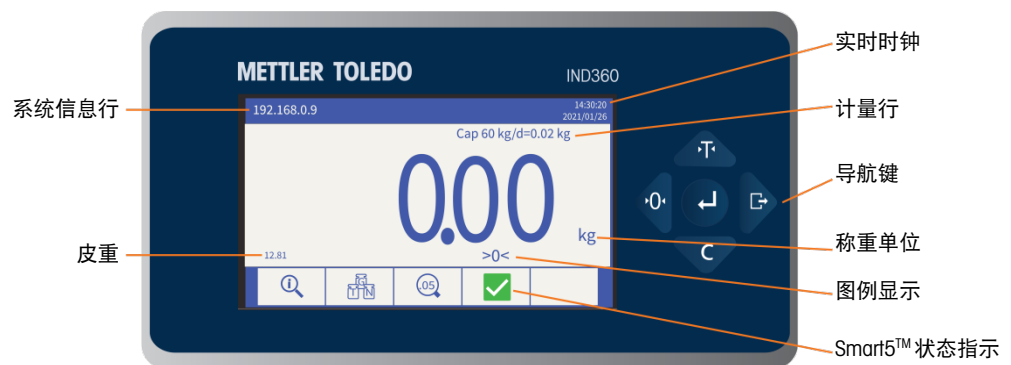 METTLER TOLEDO
IND360
192.168.0.9
14:30:20
2021/01/26
Cap 60 kg/d=0.02 kg
0.00
kg
12.81
>0<
i
G
T N
.05
T
0
C
系统信息行
皮重
实时时钟
计量行
导航键
称重单位
图例显示
Smart5™ 状态指示